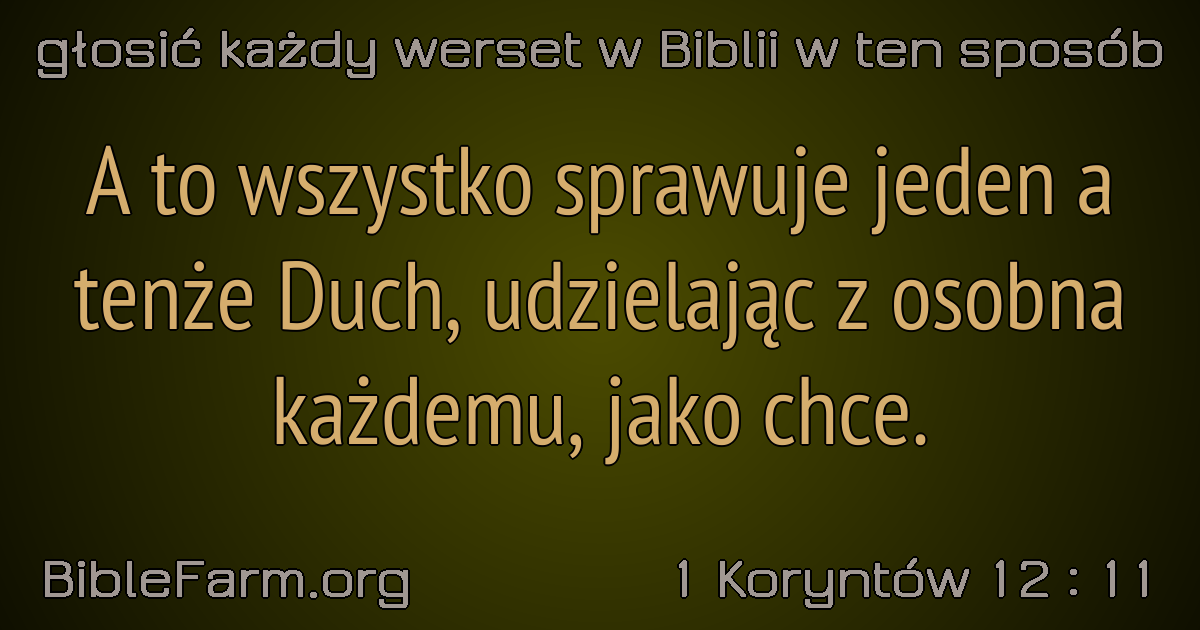 głosić każdy werset w Biblii w ten sposób
A to wszystko sprawuje jeden a
tenże Duch, udzielając z osobna
każdemu, jako chce.
BibleFarm.org
1 Koryntów 12 : 11